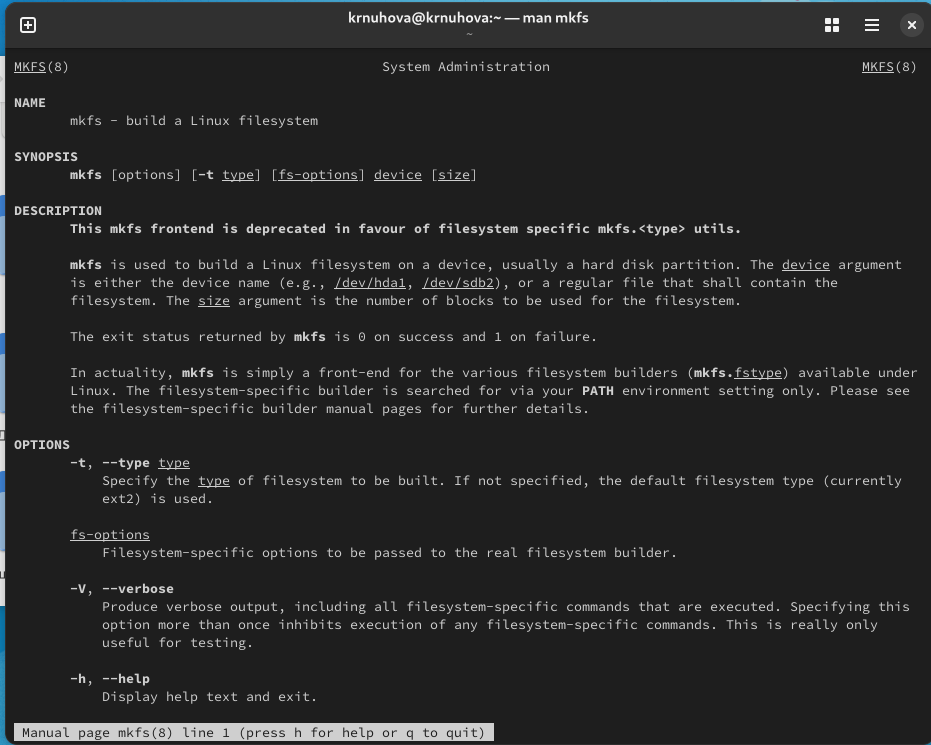 krnuhova@krnuhova:~ — man mkfs
~
MKFS(8) System Administration MKFS(8)
NAME
mkfs - build a Linux filesystem
SYNOPSIS
mkfs [options] [-t type] [fs-options] device [size]
DESCRIPTION
This mkfs frontend is deprecated in favour of filesystem specific mkfs.<type> utils.
mkfs is used to build a Linux filesystem on a device, usually a hard disk partition. The device argument
is either the device name (e.g., /dev/hda1, /dev/sdb2), or a regular file that shall contain the
filesystem. The size argument is the number of blocks to be used for the filesystem.
The exit status returned by mkfs is 0 on success and 1 on failure.
In actuality, mkfs is simply a front-end for the various filesystem builders (mkfs.fstype) available under
Linux. The filesystem-specific builder is searched for via your PATH environment setting only. Please see
the filesystem-specific builder manual pages for further details.
OPTIONS
-t, --type type
Specify the type of filesystem to be built. If not specified, the default filesystem type (currently
ext2) is used.
fs-options
Filesystem-specific options to be passed to the real filesystem builder.
-V, --verbose
Produce verbose output, including all filesystem-specific commands that are executed. Specifying this
option more than once inhibits execution of any filesystem-specific commands. This is really only
useful for testing.
-h, --help
Display help text and exit.
Manual page mkfs(8) line 1 (press h for help or q to quit)